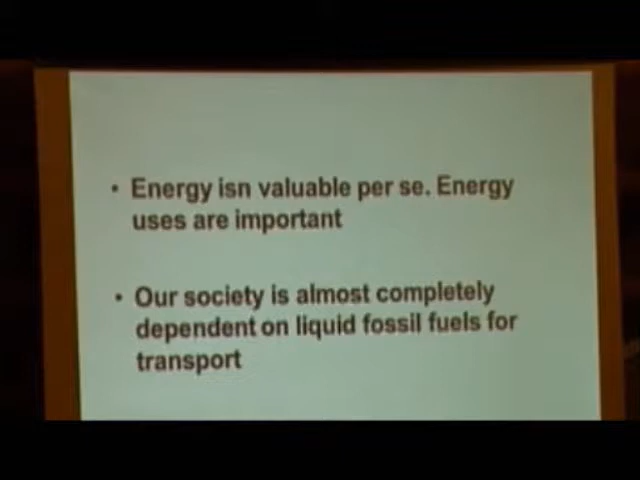 • Energy isn valuable per se. Energy
uses are important
• Our society is almost completely
dependent on liquid fossil fuels for
transport